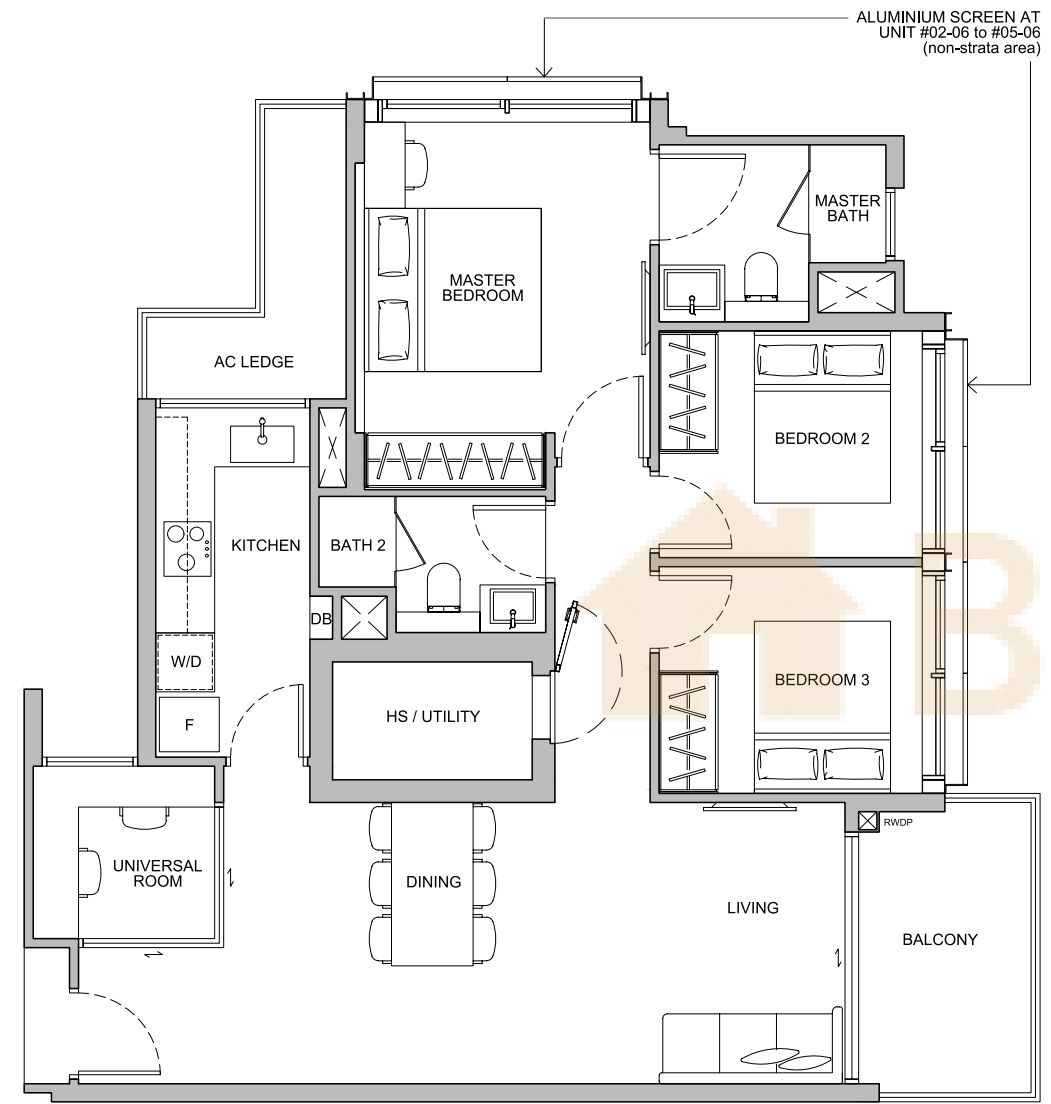 ALUMINIUM SCREEN AT
UNIT #02-06 to #05-06
(non-strata area)
MASTER
BATH
MASTER
BEDROOM
AC LEDGE
BEDROOM 2
KITCHEN
BATH 2
DB
W/D
BEDROOM 3
F
HS / UTILITY
RWDP
UNIVERSAL
ROOM
DINING
LIVING
BALCONY
B